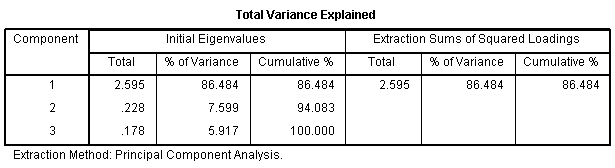 Total Variance Explained
Component Initial Eigenvalues Extraction Sums of Squared Loadings
Total % of Variance Cumulative % Total % of Variance Cumulative %
1 2.595 86.484 86.484 2.595 86.484 86.484
2 .228 7.599 94.083
3 .178 5.917 100.000
Extraction Method: Principal Component Analysis.